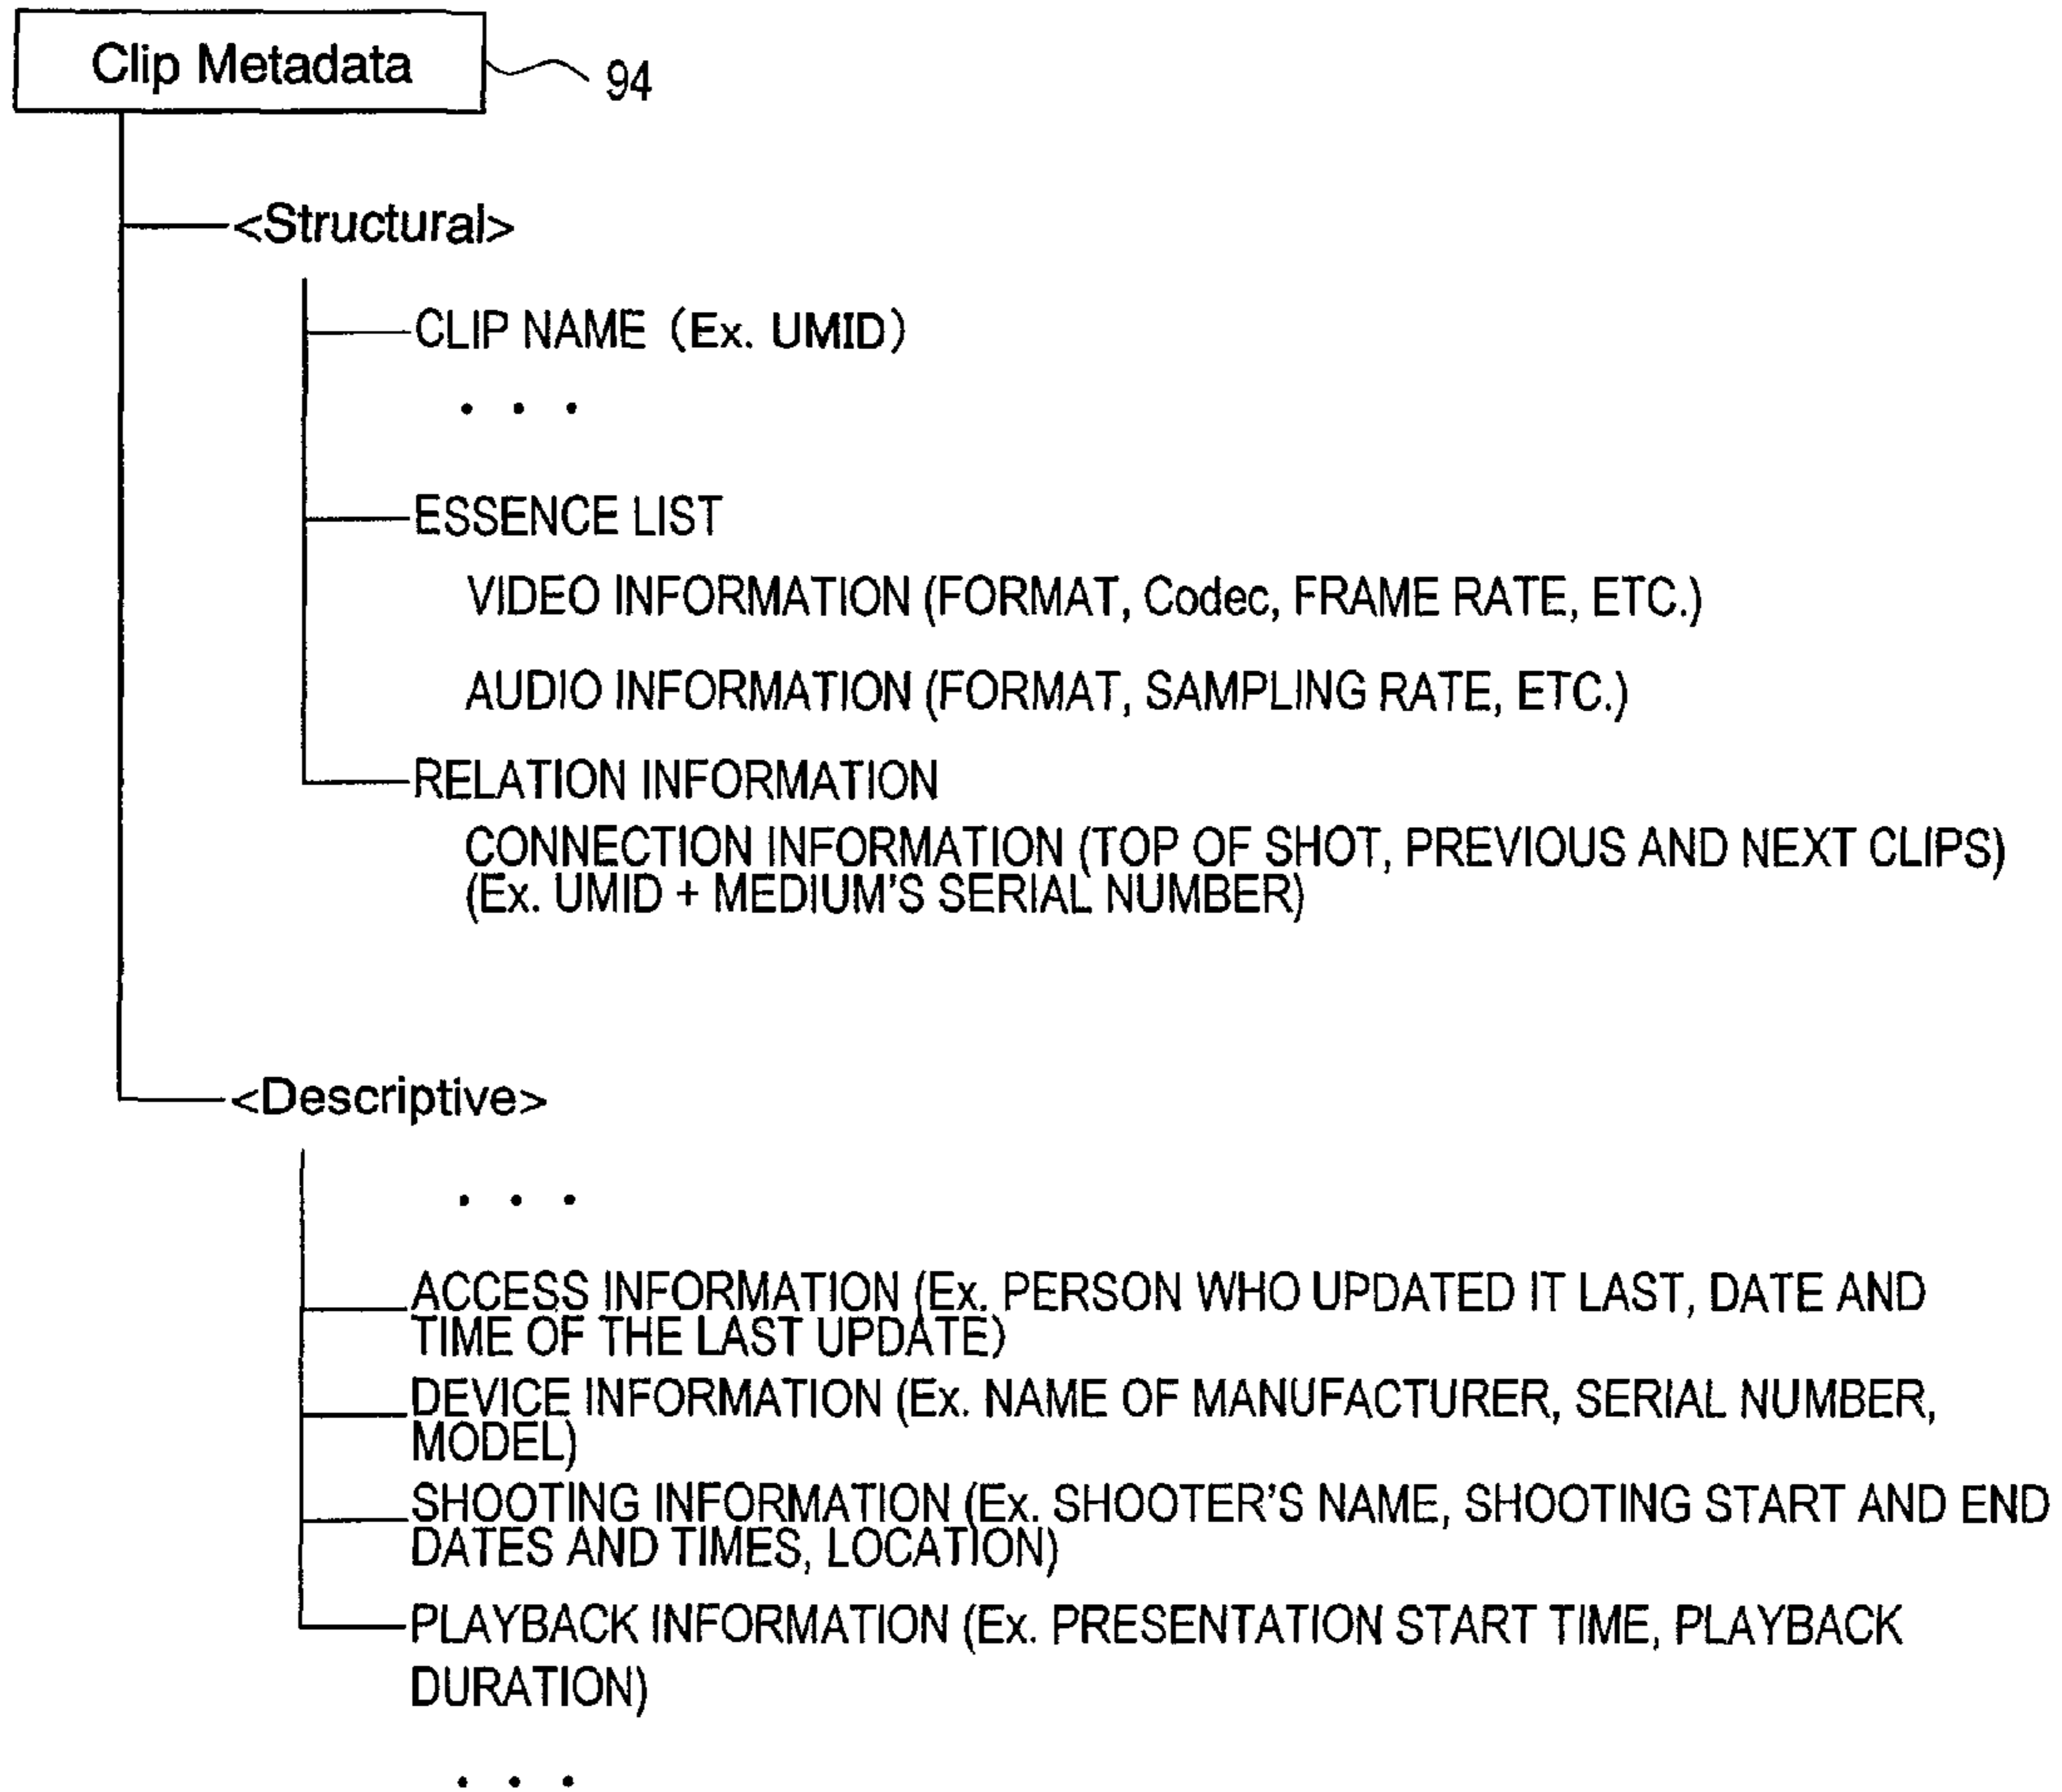 Clip Metadata
94
<Structural>
CLIP NAME (Ex. UMID)
. . .
ESSENCE LIST
VIDEO INFORMATION (FORMAT, Codec, FRAME RATE, ETC.)
AUDIO INFORMATION (FORMAT, SAMPLING RATE, ETC.)
RELATION INFORMATION
CONNECTION INFORMATION (TOP OF SHOT, PREVIOUS AND NEXT CLIPS)
(Ex. UMID + MEDIUM'S SERIAL NUMBER)
<Descriptive>
. . .
ACCESS INFORMATION (Ex. PERSON WHO UPDATED IT LAST, DATE AND
TIME OF THE LAST UPDATE)
DEVICE INFORMATION (Ex. NAME OF MANUFACTURER, SERIAL NUMBER,
MODEL)
SHOOTING INFORMATION (Ex. SHOOTER'S NAME, SHOOTING START AND END
DATES AND TIMES, LOCATION)
PLAYBACK INFORMATION (Ex. PRESENTATION START TIME, PLAYBACK
DURATION)
. . .